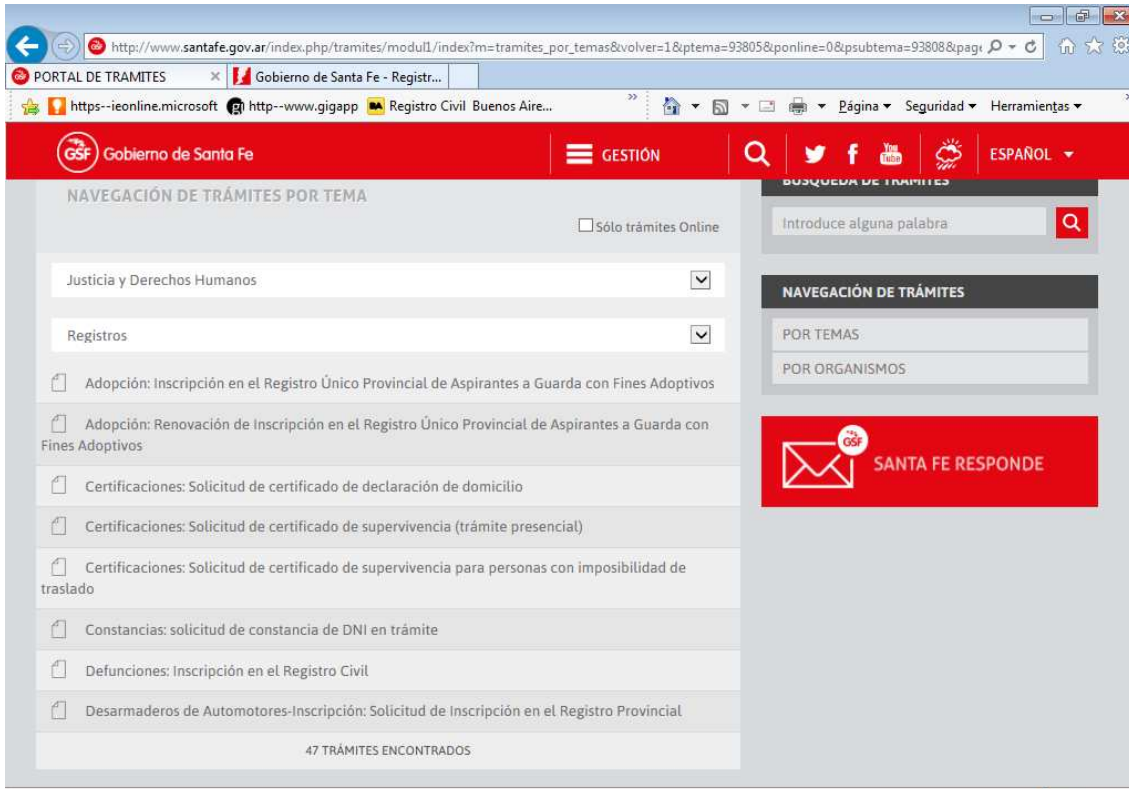 http://www.santafe.gov.ar/index.php/tramites/modul1/index?m=tramites_por_temas&volver=1&ptema=93805&ponline=0&psubtema=93808&page
PORTAL DE TRAMITES
Gobierno de Santa Fe - Registr...
https--ieonline.microsoft
http--www.gigapp
Registro Civil Buenos Aire...
Página
Seguridad
Herramientas
GSF Gobierno de Santa Fe
GESTIÓN
You Tube
ESPAÑOL
NAVEGACIÓN DE TRÁMITES POR TEMA
Sólo trámites Online
Justicia y Derechos Humanos
Registros
Adopción: Inscripción en el Registro Único Provincial de Aspirantes a Guarda con Fines Adoptivos
Adopción: Renovación de Inscripción en el Registro Único Provincial de Aspirantes a Guarda con
Fines Adoptivos
Certificaciones: Solicitud de certificado de declaración de domicilio
Certificaciones: Solicitud de certificado de supervivencia (trámite presencial)
Certificaciones: Solicitud de certificado de supervivencia para personas con imposibilidad de
traslado
Constancias: solicitud de constancia de DNI en trámite
Defunciones: Inscripción en el Registro Civil
Desarmaderos de Automotores-Inscripción: Solicitud de Inscripción en el Registro Provincial
47 TRÁMITES ENCONTRADOS
BÚSQUEDA DE TRÁMITES
Introduce alguna palabra
NAVEGACIÓN DE TRÁMITES
POR TEMAS
POR ORGANISMOS
GSF
SANTA FE RESPONDE